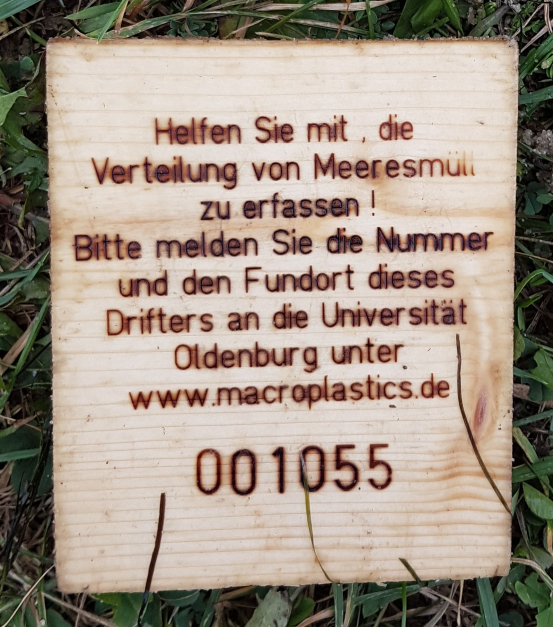 Helfen Sie mit , die
Verteilung von Meeresmüll
zu erfassen !
Bitte melden Sie die Nummer
und den Fundort dieses
Drifters an die Universität
Oldenburg unter
www.macroplastics.de
001055